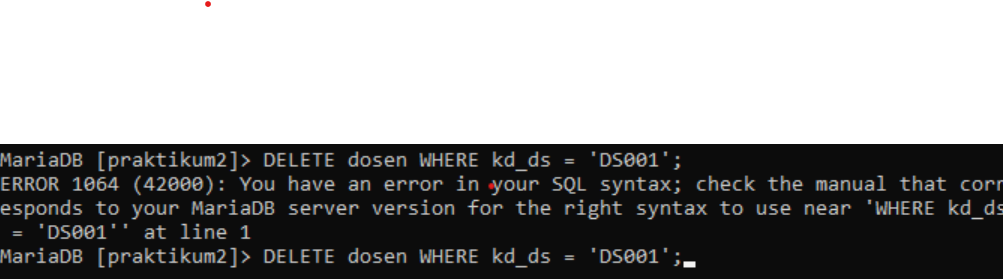 MariaDB [praktikum2]> DELETE dosen WHERE kd_ds = 'DS001';
ERROR 1064 (42000): You have an error in your SQL syntax; check the manual that corr
esponds to your MariaDB server version for the right syntax to use near 'WHERE kd_ds
 = 'DS001'' at line 1
MariaDB [praktikum2]> DELETE dosen WHERE kd_ds = 'DS001';